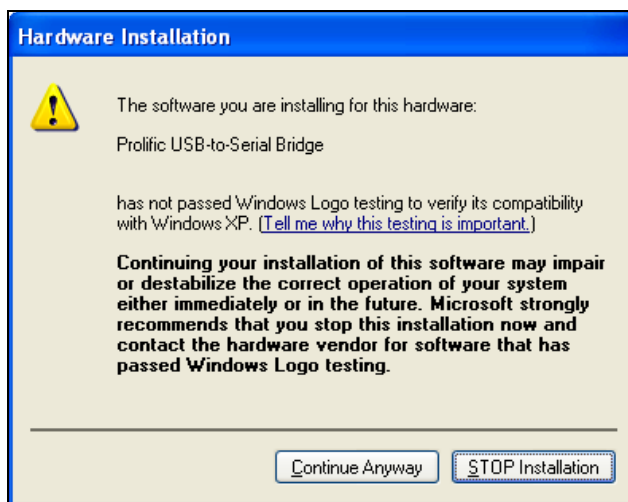 Hardware Installation
The software you are installing for this hardware:
Prolific USB-to-Serial Bridge
has not passed Windows Logo testing to verify its compatibility
with Windows XP. (Tell me why this testing is important.)
Continuing your installation of this software may impair
or destabilize the correct operation of your system
either immediately or in the future. Microsoft strongly
recommends that you stop this installation now and
contact the hardware vendor for software that has
passed Windows Logo testing.
Continue Anyway
STOP Installation